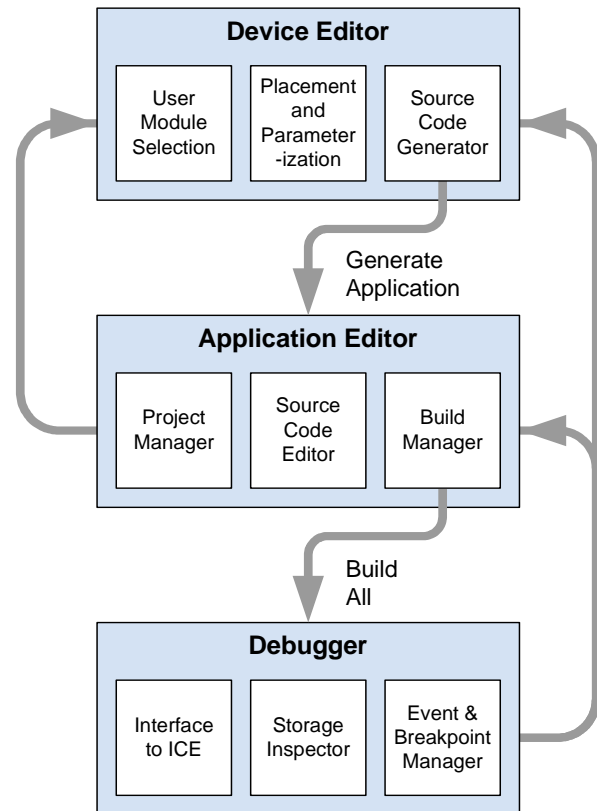 Device Editor
User
Module
Selection
Placement
and
Parameter
-ization
Source
Code
Generator
Generate
Application
Application Editor
Project
Manager
Source
Code
Editor
Build
Manager
Build
All
Debugger
Interface
to ICE
Storage
Inspector
Event &
Breakpoint
Manager